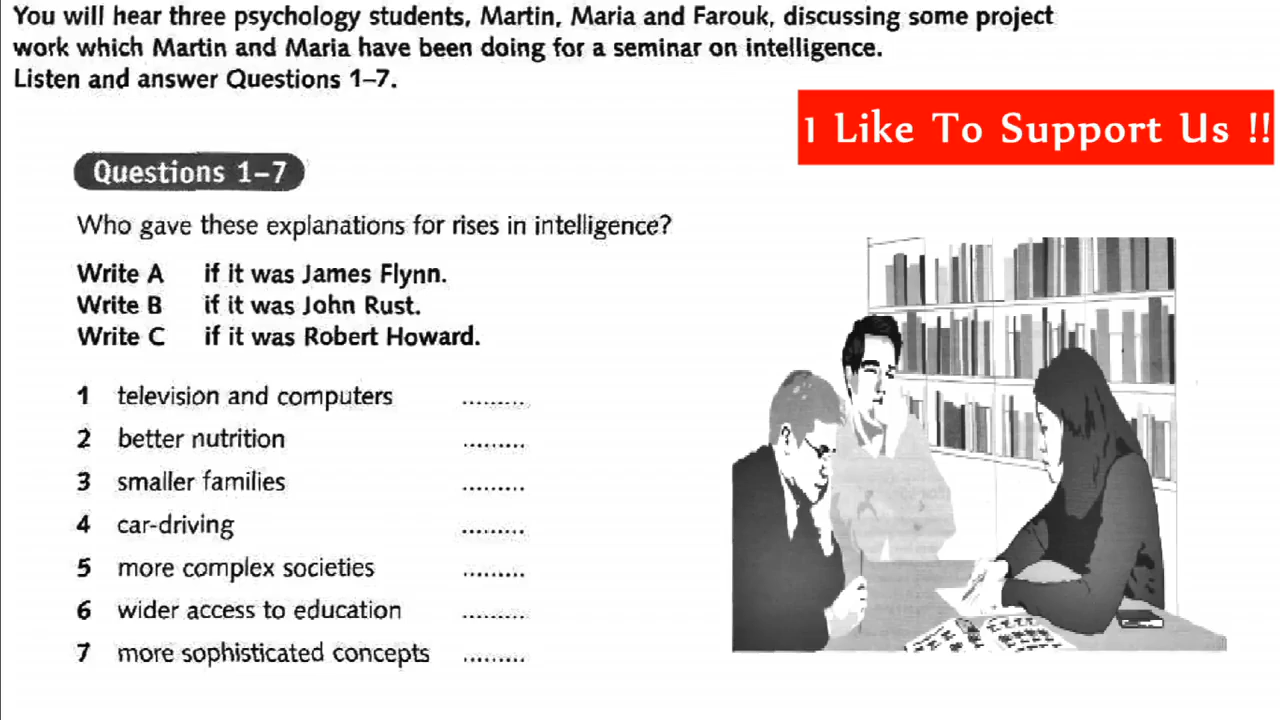 You will hear three psychology students, Martin, Maria and Farouk, discussing some project
work which Martin and Maria have been doing for a seminar on intelligence.
Listen and answer Questions 1–7.
1 Like To Support Us !!
Questions 1–7
Who gave these explanations for rises in intelligence?
Write A if it was James Flynn.
Write B if it was John Rust.
Write C if it was Robert Howard.
1 television and computers .........
2 better nutrition .........
3 smaller families .........
4 car-driving .........
5 more complex societies .........
6 wider access to education .........
7 more sophisticated concepts .........